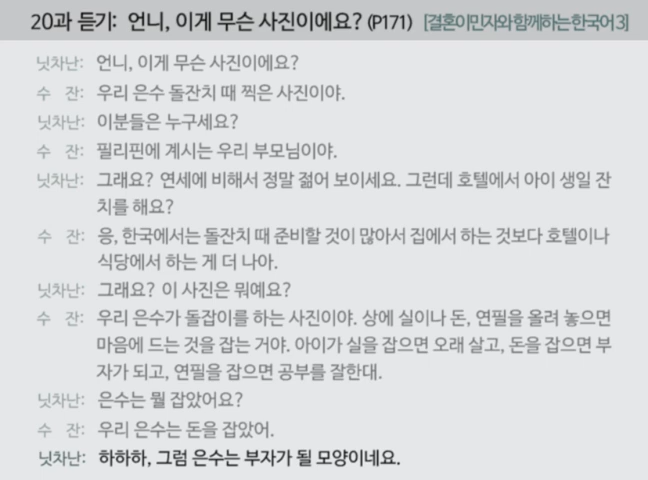 20과 듣기: 언니, 이게 무슨 사진이에요? (P171) [결혼이민자와 함께하는 한국어 3]
닛차난: 언니, 이게 무슨 사진이에요?
수 잔: 우리 은수 돌잔치 때 찍은 사진이야.
닛차난: 이분들은 누구세요?
수 잔: 필리핀에 계시는 우리 부모님이야.
닛차난: 그래요? 연세에 비해서 정말 젊어 보이세요. 그런데 호텔에서 아이 생일 잔
치를 해요?
수 잔: 응, 한국에서는 돌잔치 때 준비할 것이 많아서 집에서 하는 것보다 호텔이나
식당에서 하는 게 더 나아.
닛차난: 그래요? 이 사진은 뭐예요?
수 잔: 우리 은수가 돌잡이를 하는 사진이야. 상에 실이나 돈, 연필을 올려 놓으면
마음에 드는 것을 잡는 거야. 아이가 실을 잡으면 오래 살고, 돈을 잡으면 부
자가 되고, 연필을 잡으면 공부를 잘한대.
닛차난: 은수는 뭘 잡았어요?
수 잔: 우리 은수는 돈을 잡았어.
닛차난: 하하하, 그럼 은수는 부자가 될 모양이네요.